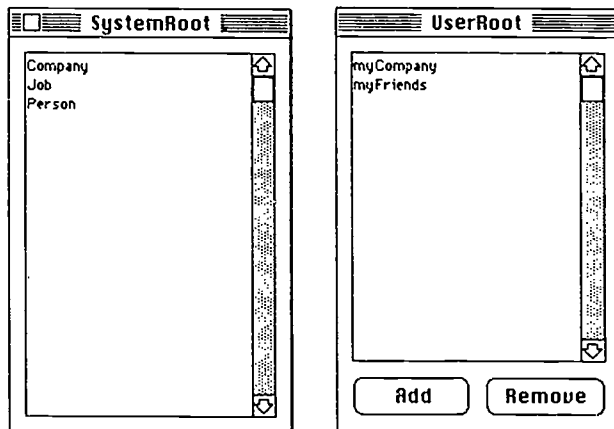 SystemRoot
Company
Job
Person
UserRoot
myCompany
myFriends
Add
Remove